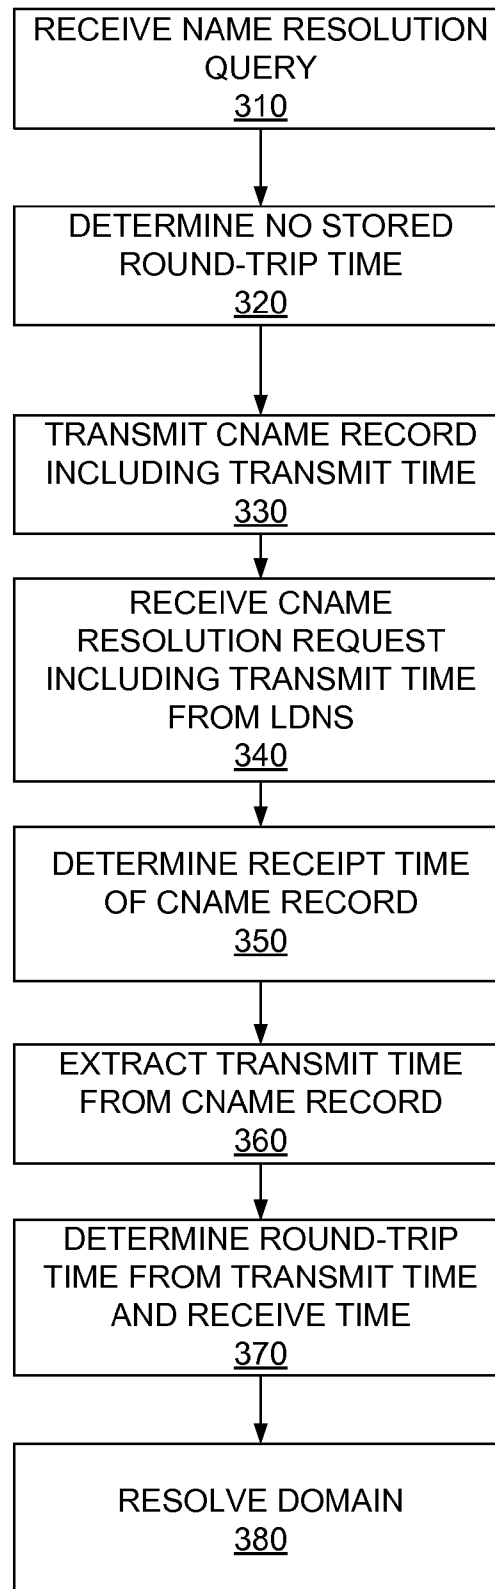 RECEIVE NAME RESOLUTION
QUERY
310
DETERMINE NO STORED
ROUND-TRIP TIME
320
TRANSMIT CNAME RECORD
INCLUDING TRANSMIT TIME
330
RECEIVE CNAME
RESOLUTION REQUEST
INCLUDING TRANSMIT TIME
FROM LDNS
340
DETERMINE RECEIPT TIME
OF CNAME RECORD
350
EXTRACT TRANSMIT TIME
FROM CNAME RECORD
360
DETERMINE ROUND-TRIP
TIME FROM TRANSMIT TIME
AND RECEIVE TIME
370
RESOLVE DOMAIN
380